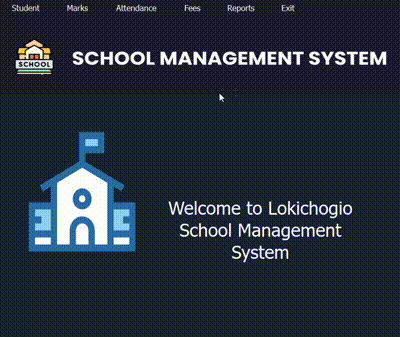 Student Marks Attendance Fees Reports Exit
SCHOOL
SCHOOL MANAGEMENT SYSTEM
Welcome to Lokichogio
School Management
System